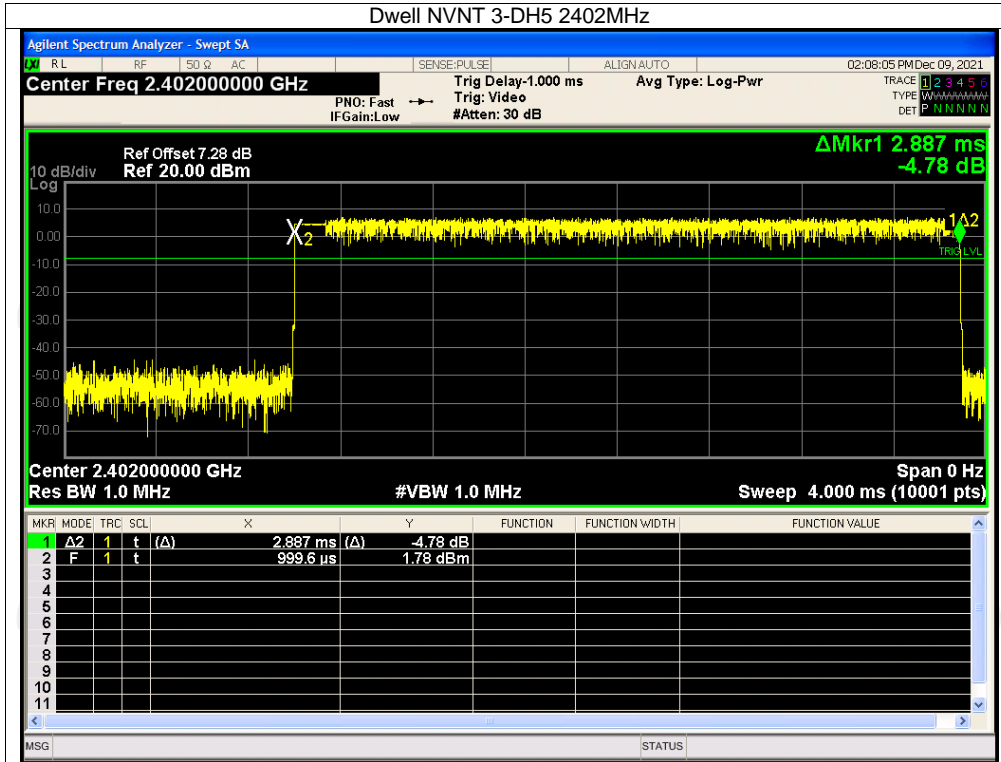 Dwell NVNT 3-DH5 2402MHz
Agilent Spectrum Analyzer - Swept SA
LXI RL RF 50 Ω AC SENSE:PULSE ALIGNAUTO 02:08:05 PM Dec 09, 2021
Center Freq 2.402000000 GHz
PNO: Fast
IFGain:Low
Trig Delay-1.000 ms
Trig: Video
#Atten: 30 dB
Avg Type: Log-Pwr
TRACE 1 2 3 4 5 6
TYPE WWWWWW
DET P N N N N N
ΔMkr1 2.887 ms
-4.78 dB
Ref Offset 7.28 dB
10 dB/div Ref 20.00 dBm
Log
10.0
0.00
-10.0
-20.0
-30.0
-40.0
-50.0
-60.0
-70.0
X2
1Δ2
TRIG LVL
Center 2.402000000 GHz Span 0 Hz
Res BW 1.0 MHz #VBW 1.0 MHz Sweep 4.000 ms (10001 pts)
MKR MODE TRC SCL X Y FUNCTION FUNCTION WIDTH FUNCTION VALUE
1 Δ2 1 t (Δ) 2.887 ms (Δ) -4.78 dB
2 F 1 t 999.6 µs 1.78 dBm
3
4
5
6
7
8
9
10
11
MSG STATUS